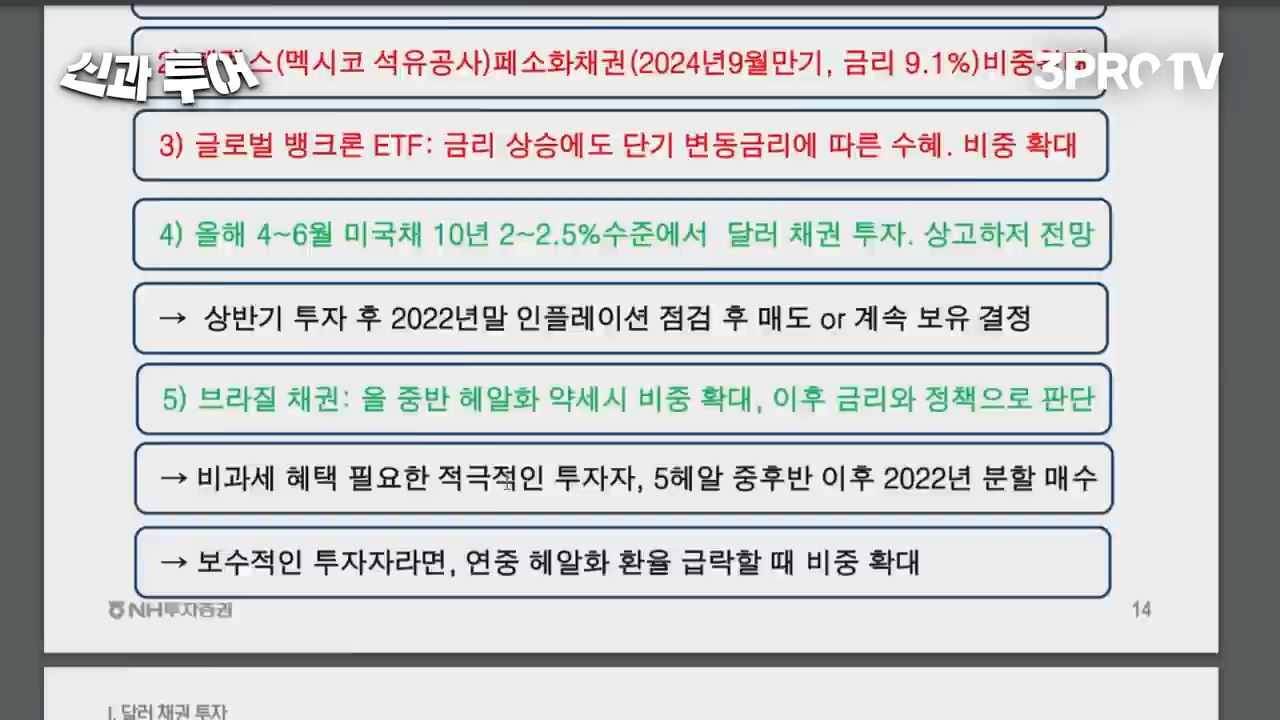 신과 투어
3PRO TV
스(멕시코 석유공사)페소화채권(2024년9월만기, 금리 9.1%)비중
3) 글로벌 뱅크론 ETF: 금리 상승에도 단기 변동금리에 따른 수혜. 비중 확대
4) 올해 4~6월 미국채 10년 2~2.5%수준에서 달러 채권 투자. 상고하저 전망
→ 상반기 투자 후 2022년말 인플레이션 점검 후 매도 or 계속 보유 결정
5) 브라질 채권: 올 중반 헤알화 약세시 비중 확대, 이후 금리와 정책으로 판단
→ 비과세 혜택 필요한 적극적인 투자자, 5헤알 중후반 이후 2022년 분할 매수
→ 보수적인 투자자라면, 연중 헤알화 환율 급락할 때 비중 확대
NH투자증권
14
I. 달러 채권 투자